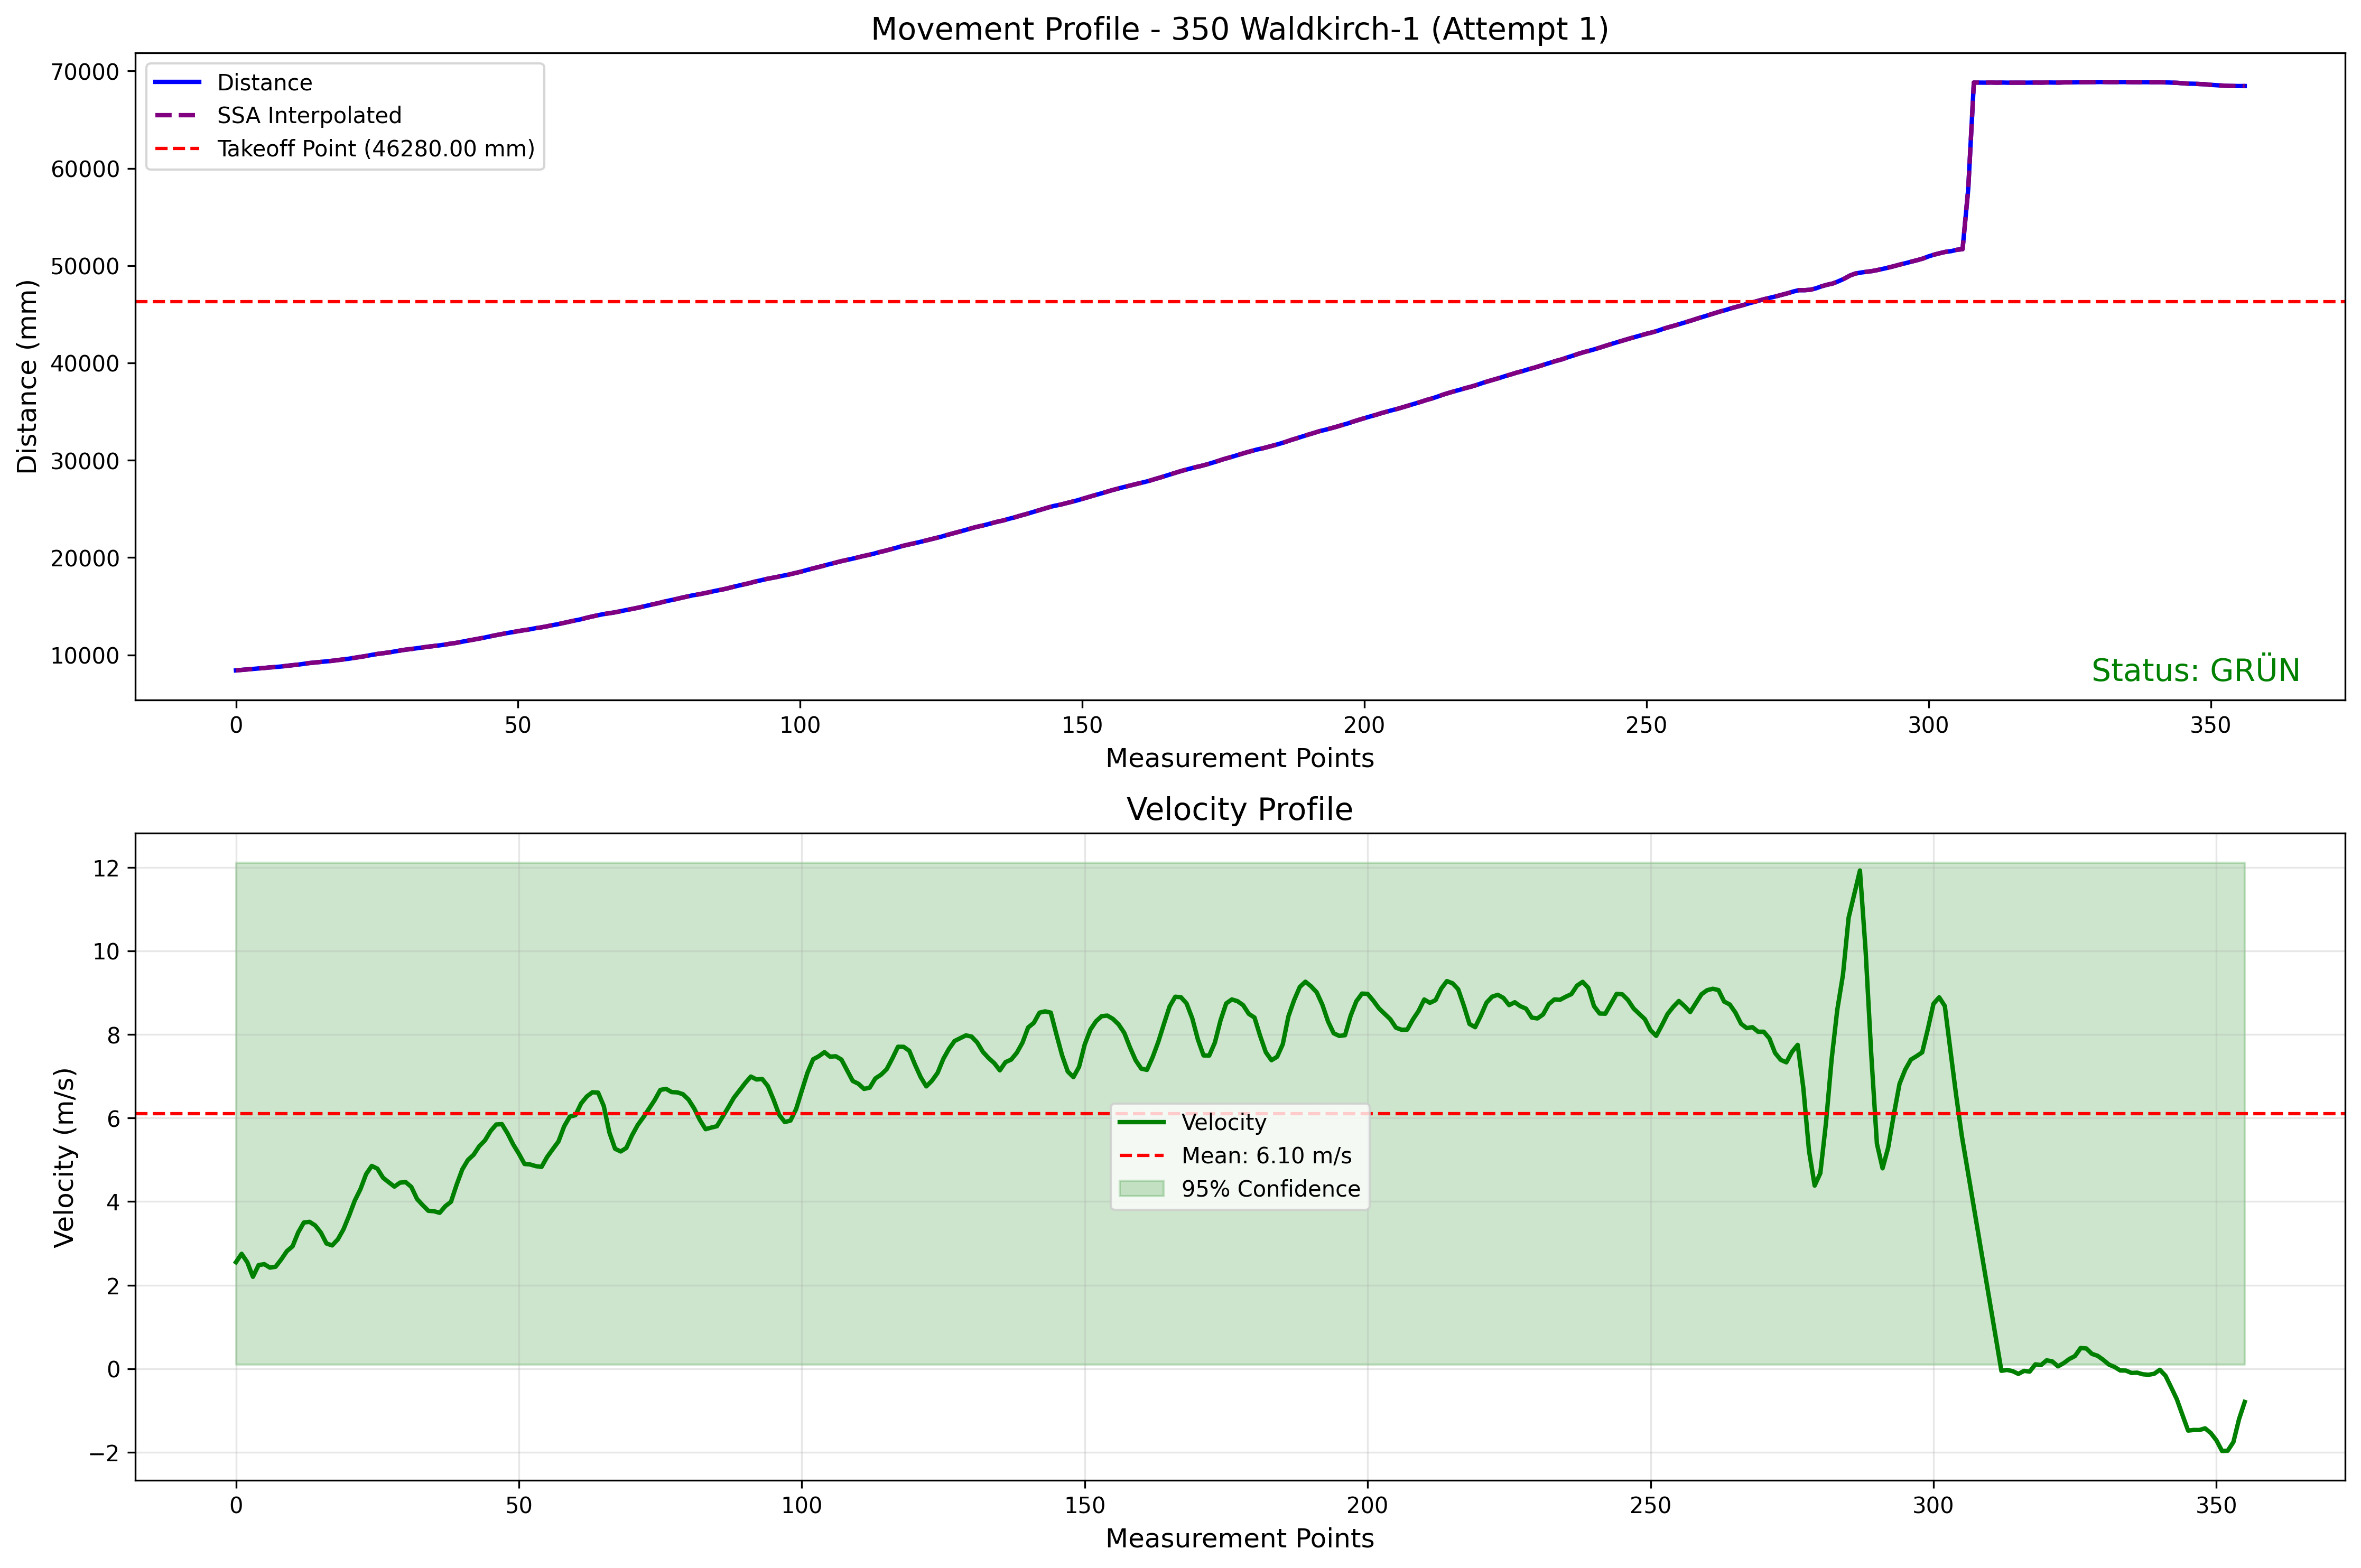 Movement Profile - 350 Waldkirch-1 (Attempt 1)
Distance
SSA Interpolated
Takeoff Point (46280.00 mm)
Distance (mm)
70000
60000
50000
40000
30000
20000
10000
Status: GRÜN
0 50 100 150 200 250 300 350
Measurement Points
Velocity Profile
Velocity (m/s)
12
10
8
6
4
2
0
−2
Velocity
Mean: 6.10 m/s
95% Confidence
0 50 100 150 200 250 300 350
Measurement Points